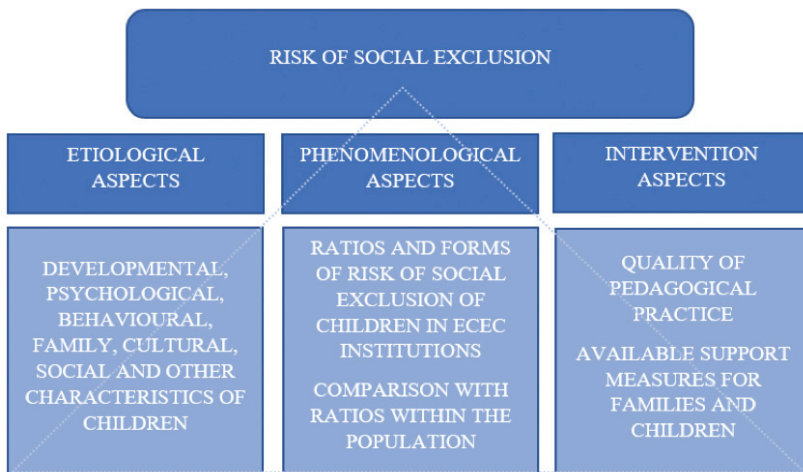 RISK OF SOCIAL EXCLUSION
ETIOLOGICAL
ASPECTS
PHENOMENOLOGICAL
ASPECTS
INTERVENTION
ASPECTS
DEVELOPMENTAL,
PSYCHOLOGICAL,
BEHAVIOURAL,
FAMILY, CULTURAL,
SOCIAL AND OTHER
CHARACTERISTICS OF
CHILDREN
RATIOS AND FORMS
OF RISK OF SOCIAL
EXCLUSION OF
CHILDREN IN ECEC
INSTITUTIONS
COMPARISON WITH
RATIOS WITHIN THE
POPULATION
QUALITY OF
PEDAGOGICAL
PRACTICE
AVAILABLE SUPPORT
MEASURES FOR
FAMILIES AND
CHILDREN